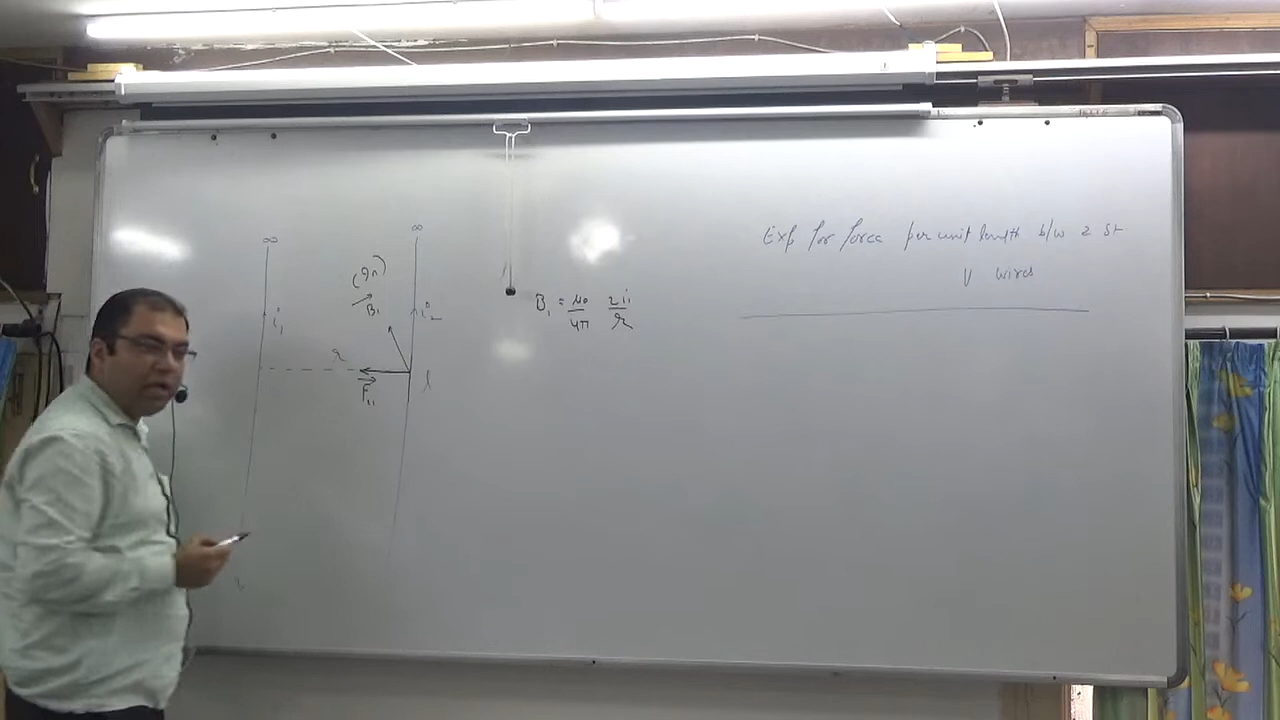 Exp for force per unit length b/w 2 st
wires
∞
∞
(In)
B₁
i₁
i₂
B₁ = μ₀/4π 2i₁/r
r
F₂₁
l